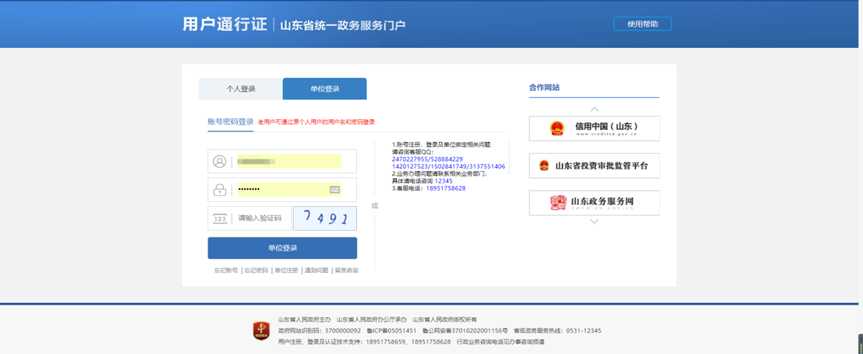 用户通行证 | 山东省统一政务服务门户
使用帮助
个人登录
单位登录
账号密码登录 老用户可通过原个人用户的用户名和密码登录
请输入验证码
7491
单位登录
忘记账号 | 忘记密码 | 单位注册 | 遇到问题 | 留言咨询
或
1.账号注册、登录及单位绑定相关问题
请咨询客服QQ:
2470227955/528884229
1420127523/1502841749/3137551406
2.业务办理问题请联系相关业务部门.
具体请电话咨询 12345
3.客服电话: 18951758628
合作网站
信用中国（山东）
www.creditsd.gov.cn
山东省投资审批监管平台
山东政务服务网
山东省人民政府主办 山东省人民政府办公厅承办 山东省人民政府版权所有
政府网站识别码: 3700000092 鲁ICP备05051451 鲁公网安备37010202001156号 省级政务服务热线: 0531-12345
用户注册、登录及认证技术支持: 18951758659、18951758628 行政业务咨询电话见办事咨询频道